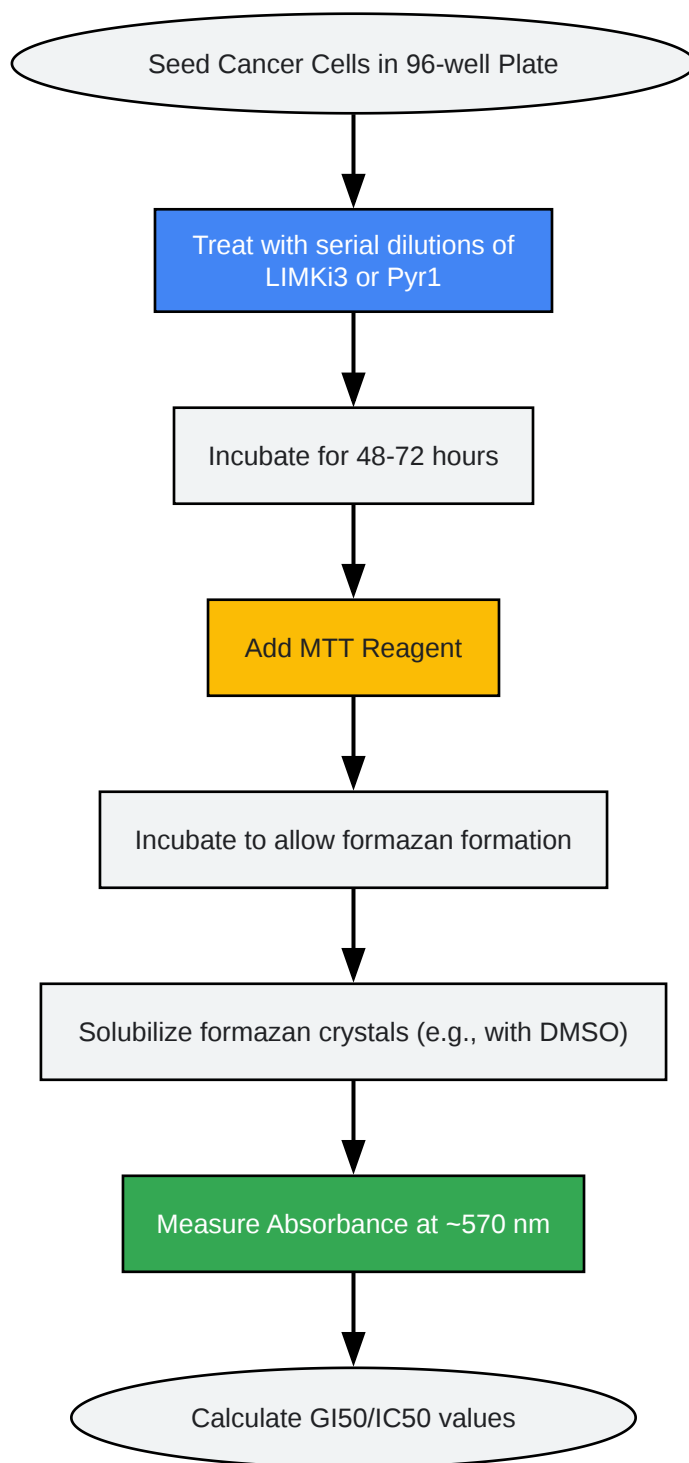 Seed Cancer Cells in 96-well Plate
Treat with serial dilutions of
LIMKi3 or Pyr1
Incubate for 48-72 hours
Add MTT Reagent
Incubate to allow formazan formation
Solubilize formazan crystals (e.g., with DMSO)
Measure Absorbance at ~570 nm
Calculate GI50/IC50 values